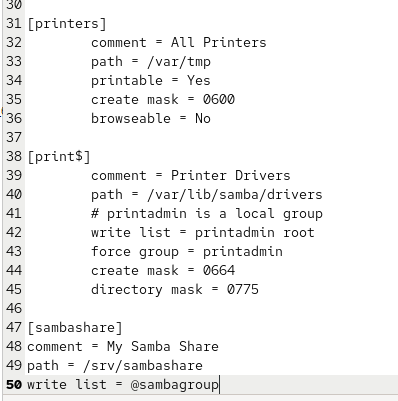 30
31 [printers]
32         comment = All Printers
33         path = /var/tmp
34         printable = Yes
35         create mask = 0600
36         browseable = No
37
38 [print$]
39         comment = Printer Drivers
40         path = /var/lib/samba/drivers
41         # printadmin is a local group
42         write list = printadmin root
43         force group = printadmin
44         create mask = 0664
45         directory mask = 0775
46
47 [sambashare]
48 comment = My Samba Share
49 path = /srv/sambashare
50 write list = @sambagroup